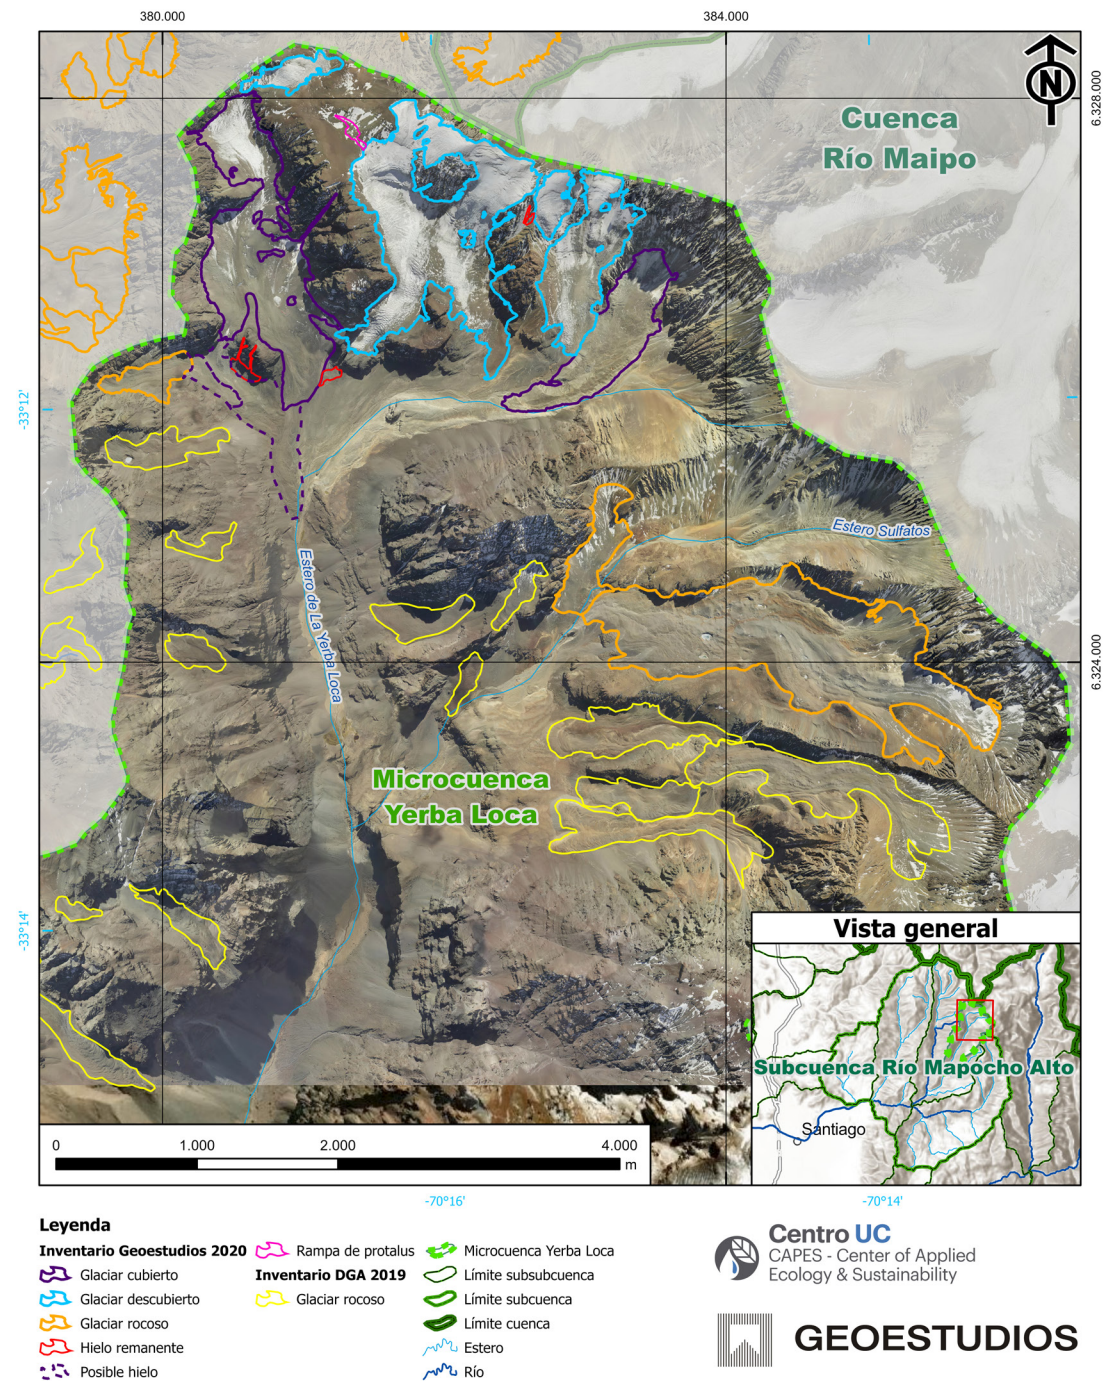 380.000
384.000
6.328.000
N
Cuenca
Río Maipo
-33°12'
Estero Sulfatos
Estero de La Yerba Loca
6.324.000
Microcuenca
Yerba Loca
-33°14'
Vista general
Subcuenca Río Mapocho Alto
Santiago
0 1.000 2.000 4.000
m
-70°16'
-70°14'
Leyenda
Inventario Geoestudios 2020
Glaciar cubierto
Glaciar descubierto
Glaciar rocoso
Hielo remanente
Posible hielo
Rampa de protalus
Inventario DGA 2019
Glaciar rocoso
Microcuenca Yerba Loca
Límite subsubcuenca
Límite subcuenca
Límite cuenca
Estero
Río
Centro UC
CAPES - Center of Applied
Ecology & Sustainability
GEOESTUDIOS